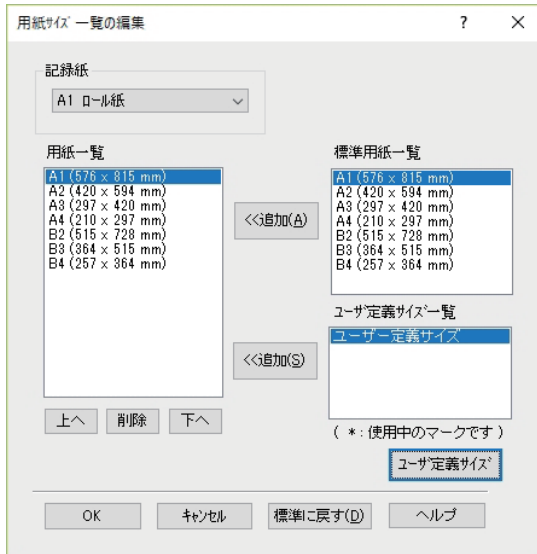 用紙ｻｲｽﾞ 一覧の編集
?
記録紙
A1 ﾛｰﾙ紙
用紙一覧
標準用紙一覧
A1 (576 x 815 mm)
A2 (420 x 594 mm)
A3 (297 x 420 mm)
A4 (210 x 297 mm)
B2 (515 x 728 mm)
B3 (364 x 515 mm)
B4 (257 x 364 mm)
<<追加(A)
A1 (576 x 815 mm)
A2 (420 x 594 mm)
A3 (297 x 420 mm)
A4 (210 x 297 mm)
B2 (515 x 728 mm)
B3 (364 x 515 mm)
B4 (257 x 364 mm)
ﾕｰｻﾞ定義ｻｲｽﾞ一覧
ユーザー定義サイズ
<<追加(S)
上へ
削除
下へ
( *: 使用中のマークです )
ﾕｰｻﾞ定義ｻｲｽﾞ
OK
ｷｬﾝｾﾙ
標準に戻す(D)
ヘルプ